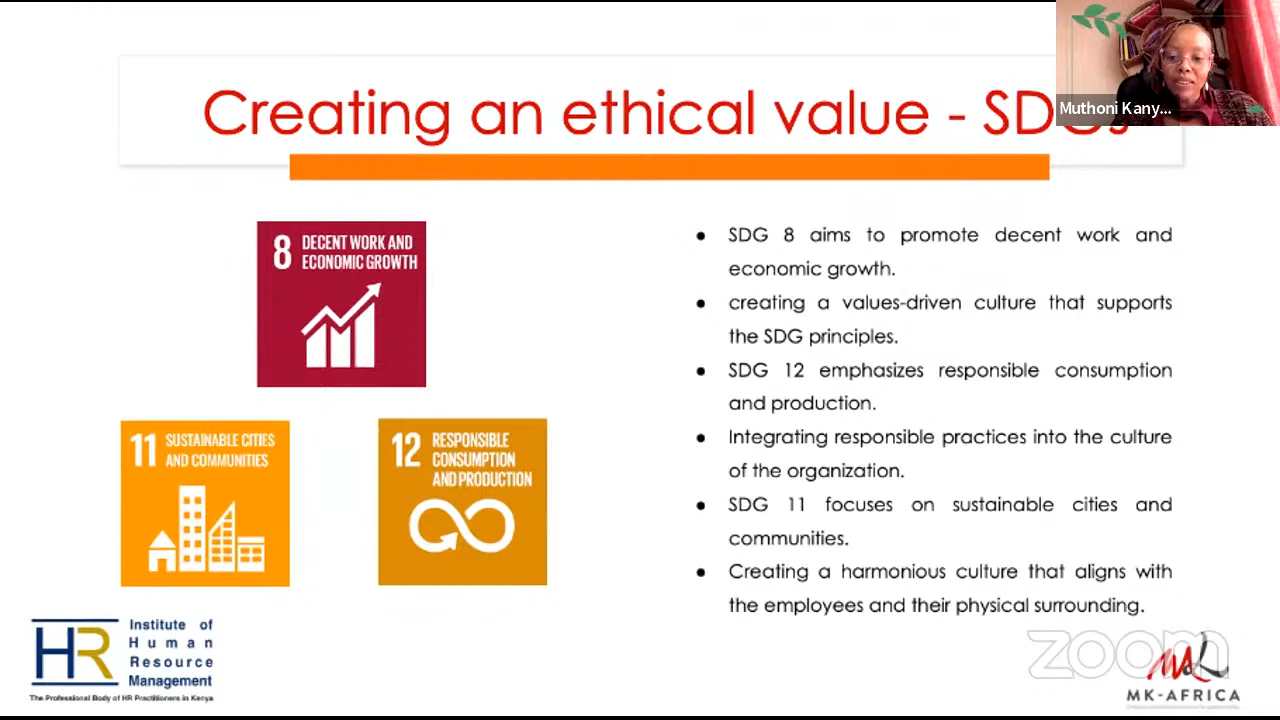 Creating an ethical value - SDGs
Muthoni Kany...
8 DECENT WORK AND
ECONOMIC GROWTH
11 SUSTAINABLE CITIES
AND COMMUNITIES
12 RESPONSIBLE
CONSUMPTION
AND PRODUCTION
● SDG 8 aims to promote decent work and
economic growth.
● creating a values-driven culture that supports
the SDG principles.
● SDG 12 emphasizes responsible consumption
and production.
● Integrating responsible practices into the culture
of the organization.
● SDG 11 focuses on sustainable cities and
communities.
● Creating a harmonious culture that aligns with
the employees and their physical surrounding.
HR
Institute of
Human
Resource
Management
The Professional Body of HR Practitioners in Kenya
zoom
MK-AFRICA